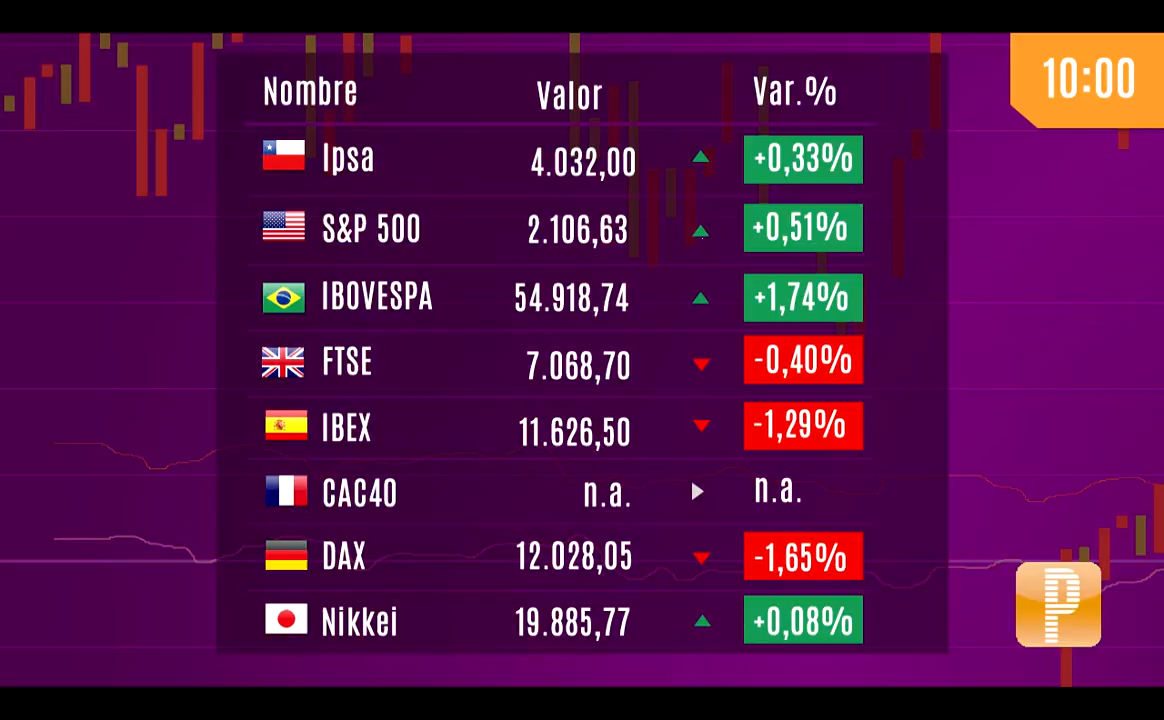 10:00
Nombre Valor Var.%
Ipsa 4.032,00 +0,33%
S&P 500 2.106,63 +0,51%
IBOVESPA 54.918,74 +1,74%
FTSE 7.068,70 -0,40%
IBEX 11.626,50 -1,29%
CAC40 n.a. n.a.
DAX 12.028,05 -1,65%
Nikkei 19.885,77 +0,08%
P